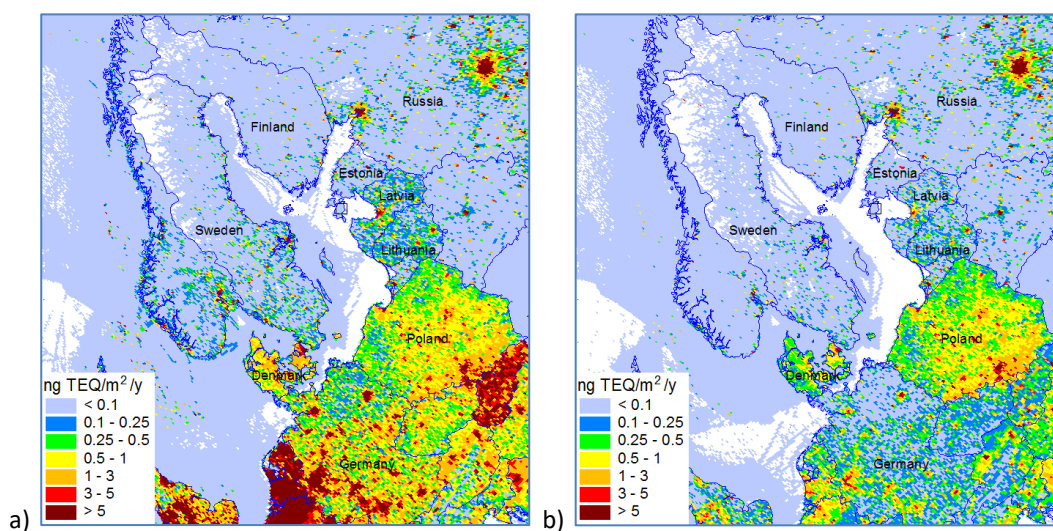 Russia
Finland
Estonia
Latvia
Sweden
Lithuania
Poland
Denmark
Germany
ng TEQ/m²/y
< 0.1
0.1 - 0.25
0.25 - 0.5
0.5 - 1
1 - 3
3 - 5
> 5
a)
Russia
Finland
Estonia
Latvia
Sweden
Lithuania
Poland
Denmark
Germany
ng TEQ/m²/y
< 0.1
0.1 - 0.25
0.25 - 0.5
0.5 - 1
1 - 3
3 - 5
> 5
b)